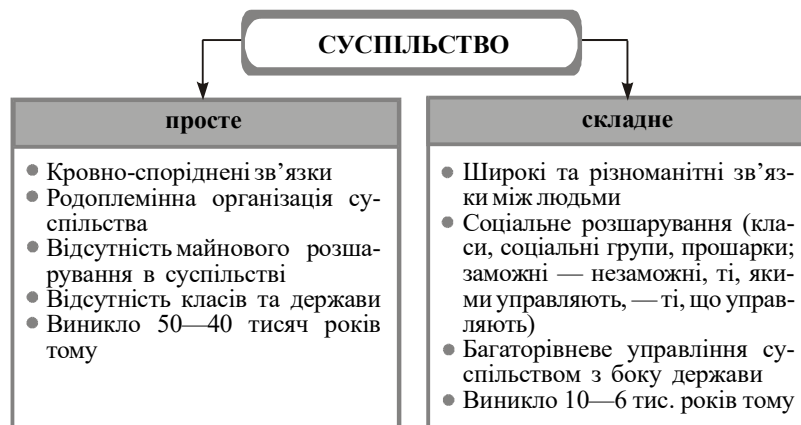 СУСПІЛЬСТВО
просте
● Кровно-споріднені зв’язки
● Родоплемінна організація су-
спільства
● Відсутність майнового розша-
рування в суспільстві
● Відсутність класів та держави
● Виникло 50—40 тисяч років
тому
складне
● Широкі та різноманітні зв’яз-
ки між людьми
● Соціальне розшарування (кла-
си, соціальні групи, прошарки;
заможні — незаможні, ті, яки-
ми управляють, — ті, що управ-
ляють)
● Багаторівневе управління су-
спільством з боку держави
● Виникло 10—6 тис. років тому